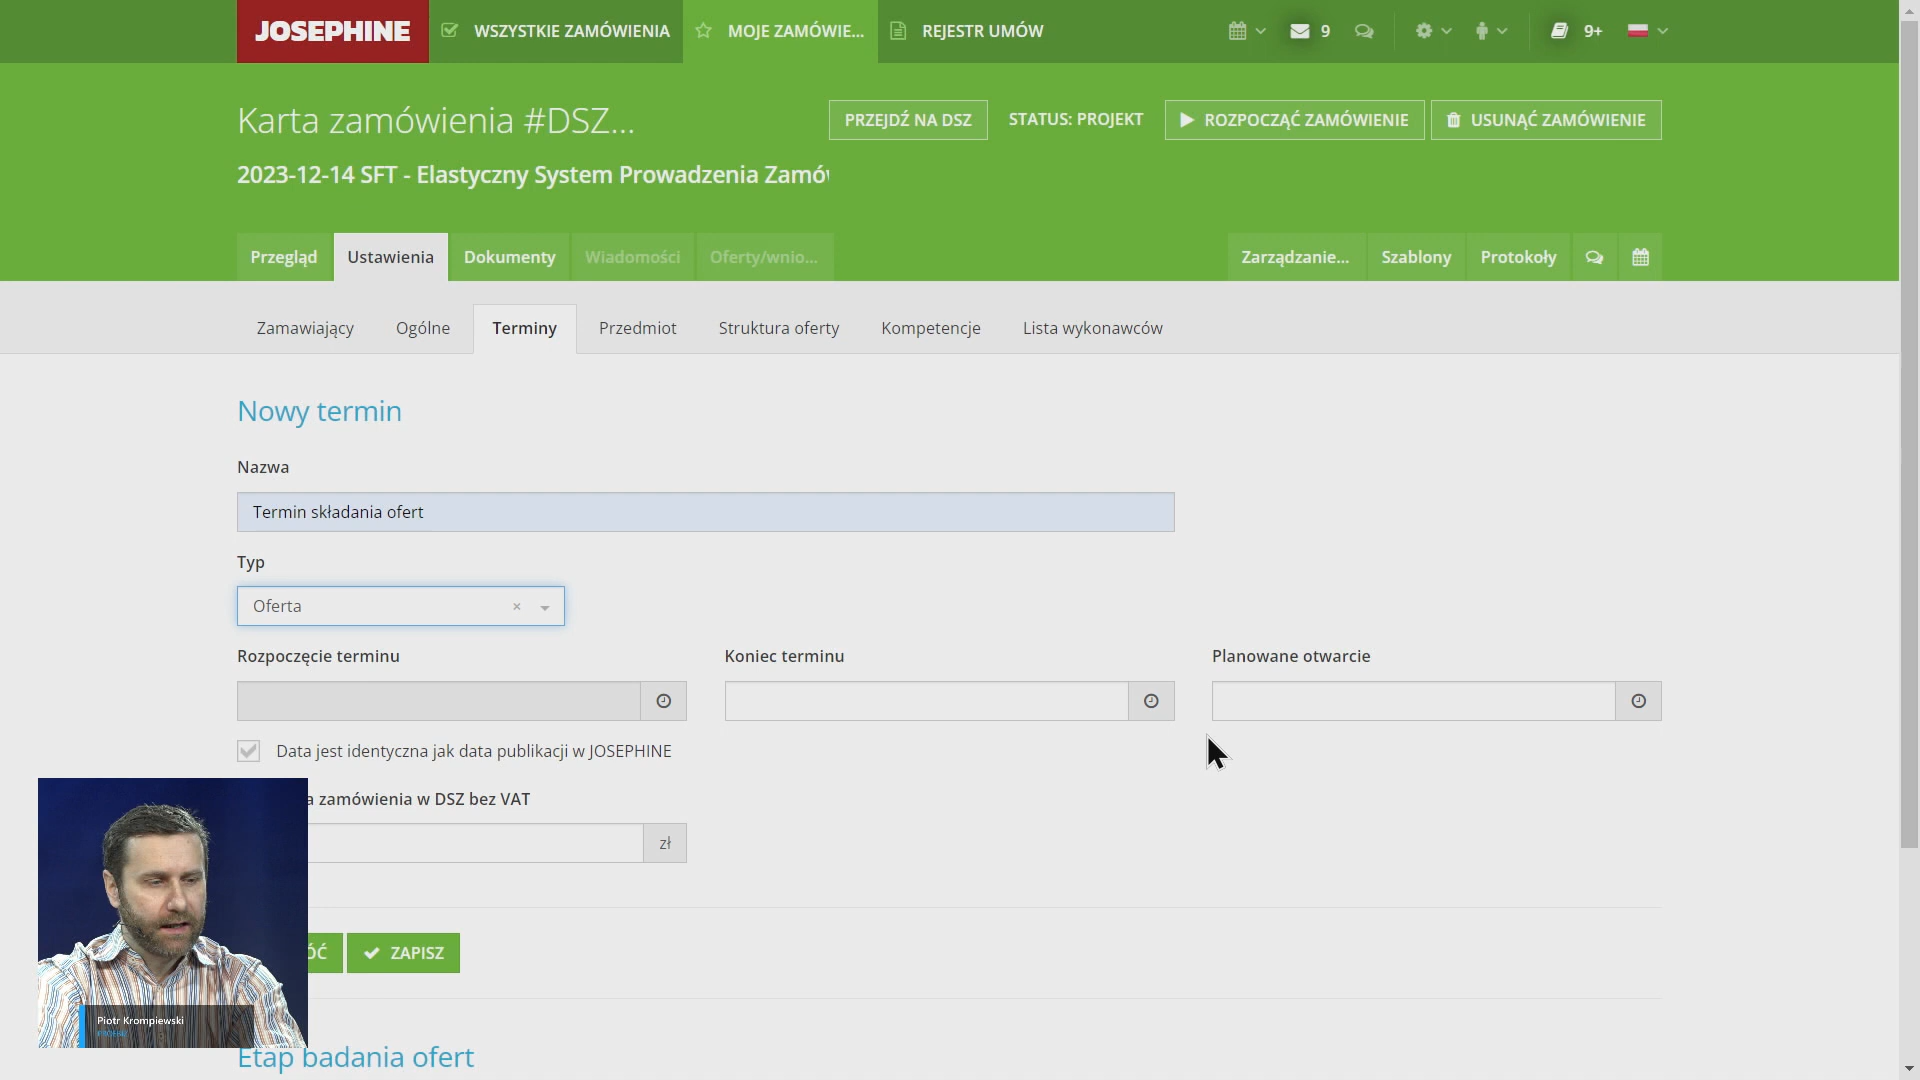 JOSEPHINE WSZYSTKIE ZAMÓWIENIA MOJE ZAMÓWIE... REJESTR UMÓW 9 9+
Karta zamówienia #DSZ... PRZEJDŹ NA DSZ STATUS: PROJEKT ROZPOCZĄĆ ZAMÓWIENIE USUNĄĆ ZAMÓWIENIE
2023-12-14 SFT - Elastyczny System Prowadzenia Zamó
Przegląd Ustawienia Dokumenty Wiadomości Oferty/wnio... Zarządzanie... Szablony Protokoły
Zamawiający Ogólne Terminy Przedmiot Struktura oferty Kompetencje Lista wykonawców
Nowy termin
Nazwa
Termin składania ofert
Typ
Oferta ×
Rozpoczęcie terminu Koniec terminu Planowane otwarcie
Data jest identyczna jak data publikacji w JOSEPHINE
a zamówienia w DSZ bez VAT
zł
ÓĆ ZAPISZ
Piotr Krompiewski
Etap badania ofert